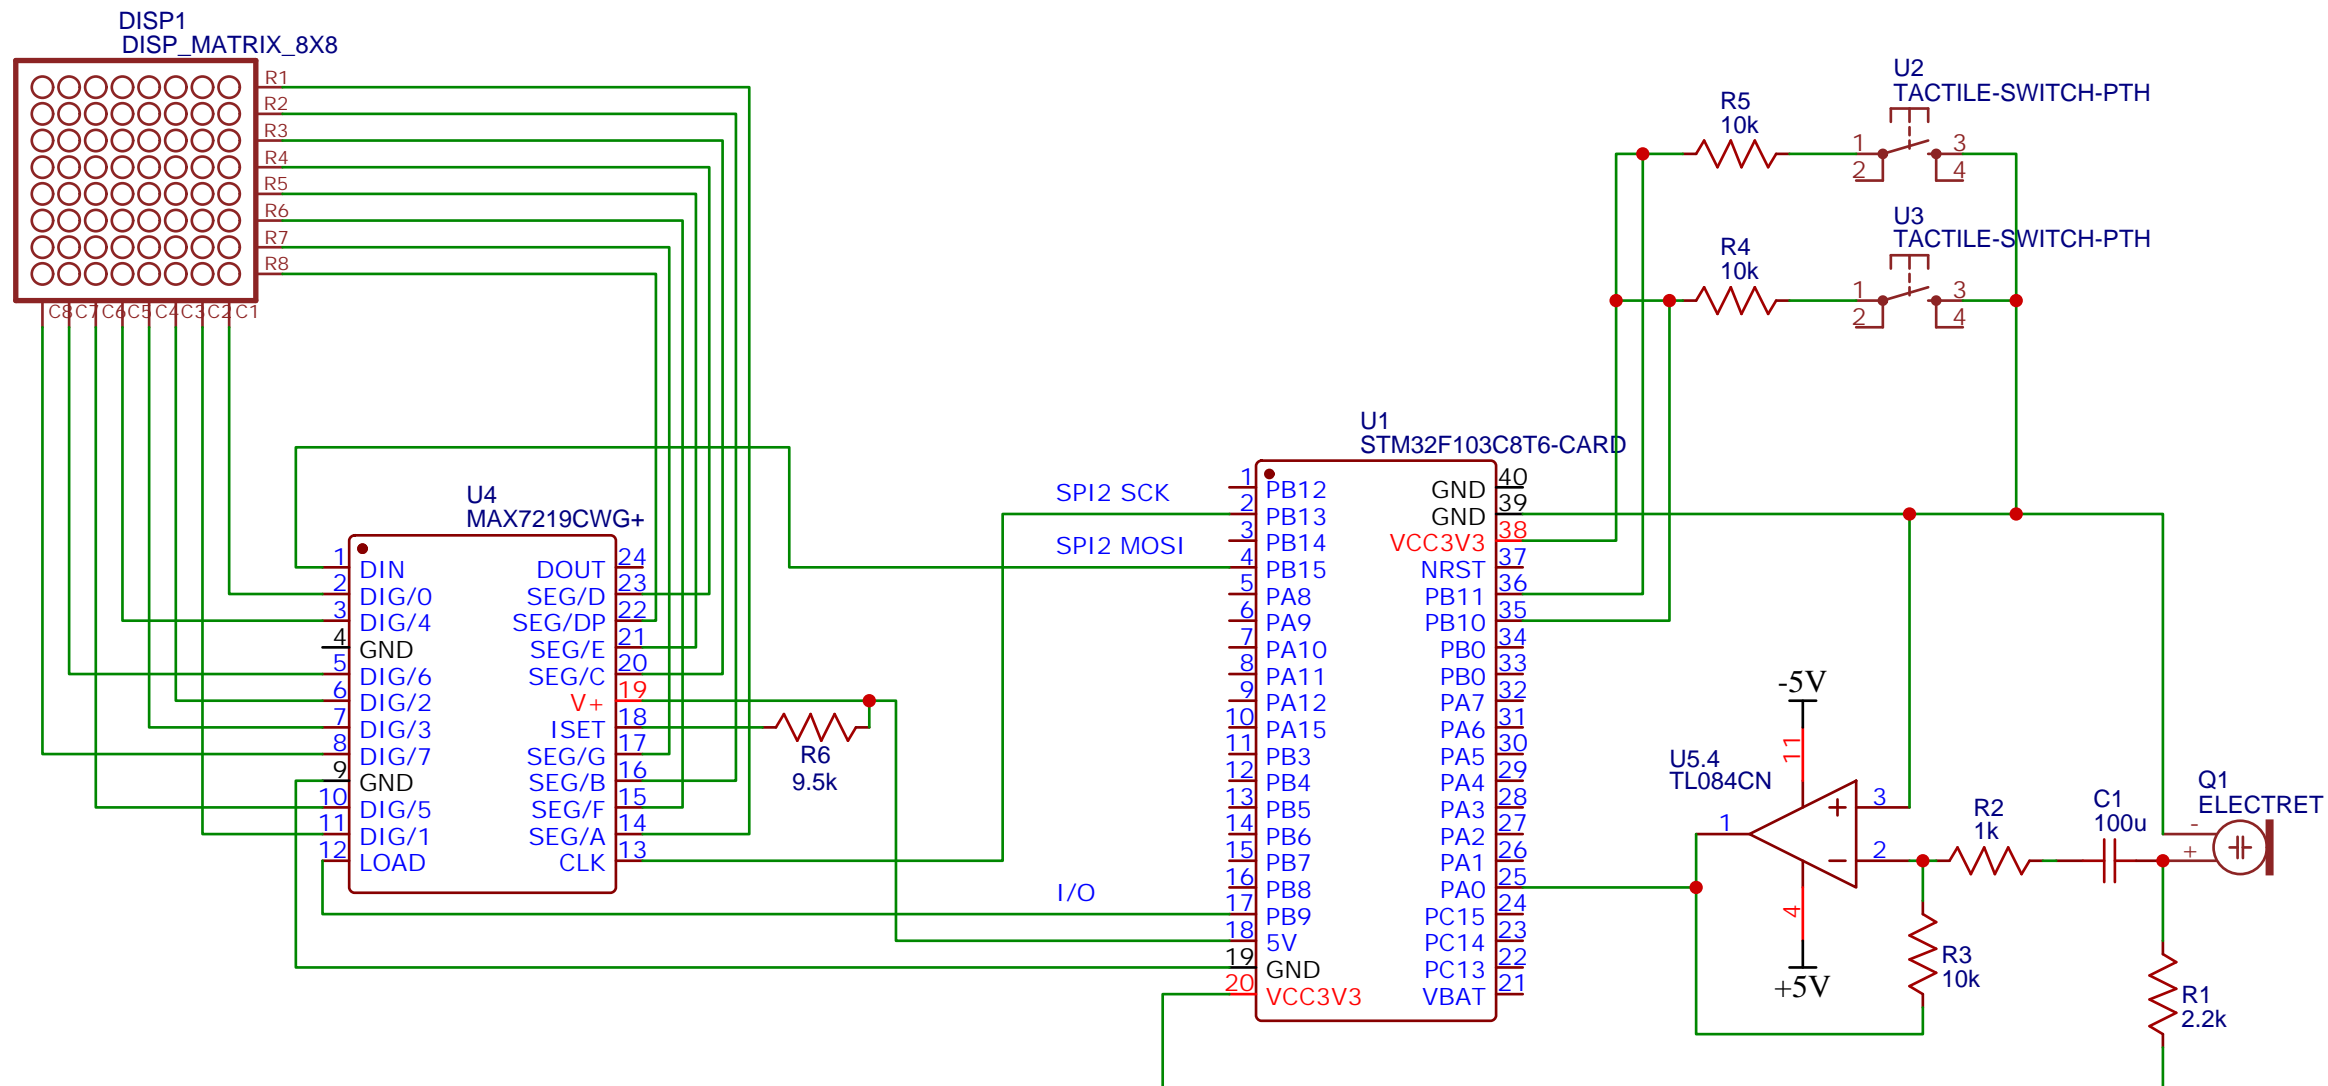 DISP1
DISP_MATRIX_8X8
R1
R2
R3
R4
R5
R6
R7
R8
C8 C7 C6 C5 C4 C3 C2 C1
U4
MAX7219CWG+
1 DIN
2 DIG/0
3 DIG/4
4 GND
5 DIG/6
6 DIG/2
7 DIG/3
8 DIG/7
9 GND
10 DIG/5
11 DIG/1
12 LOAD
DOUT 24
SEG/D 23
SEG/DP 22
SEG/E 21
SEG/C 20
V+ 19
ISET 18
SEG/G 17
SEG/B 16
SEG/F 15
SEG/A 14
CLK 13
R6
9.5k
SPI2 SCK
SPI2 MOSI
I/O
U1
STM32F103C8T6-CARD
1 PB12
2 PB13
3 PB14
4 PB15
5 PA8
6 PA9
7 PA10
8 PA11
9 PA12
10 PA15
11 PB3
12 PB4
13 PB5
14 PB6
15 PB7
16 PB8
17 PB9
18 5V
19 GND
20 VCC3V3
GND 40
GND 39
VCC3V3 38
NRST 37
PB11 36
PB10 35
PB0 34
PB0 33
PA7 32
PA6 31
PA5 30
PA4 29
PA3 28
PA2 27
PA1 26
PA0 25
PC15 24
PC14 23
PC13 22
VBAT 21
R5
10k
U2
TACTILE-SWITCH-PTH
1 3
2 4
R4
10k
U3
TACTILE-SWITCH-PTH
1 3
2 4
-5V
11
U5.4
TL084CN
1
+ 3
− 2
4
+5V
R2
1k
C1
100u
Q1
ELECTRET
-
+
R3
10k
R1
2.2k